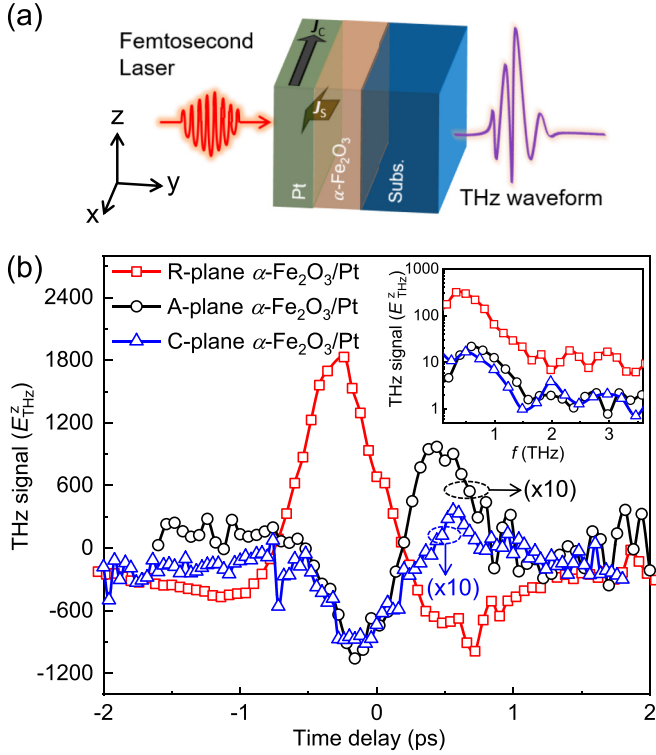 (a)
Femtosecond
Laser
z
y
x
J_C
J_S
Pt
α-Fe₂O₃
Subs.
THz waveform
(b)
R-plane α-Fe₂O₃/Pt
A-plane α-Fe₂O₃/Pt
C-plane α-Fe₂O₃/Pt
THz signal (E^z_THz)
2400
1800
1200
600
0
-600
-1200
-2
-1
0
1
2
Time delay (ps)
(x10)
(x10)
THz signal (E^z_THz)
1000
100
10
1
1
2
3
f (THz)